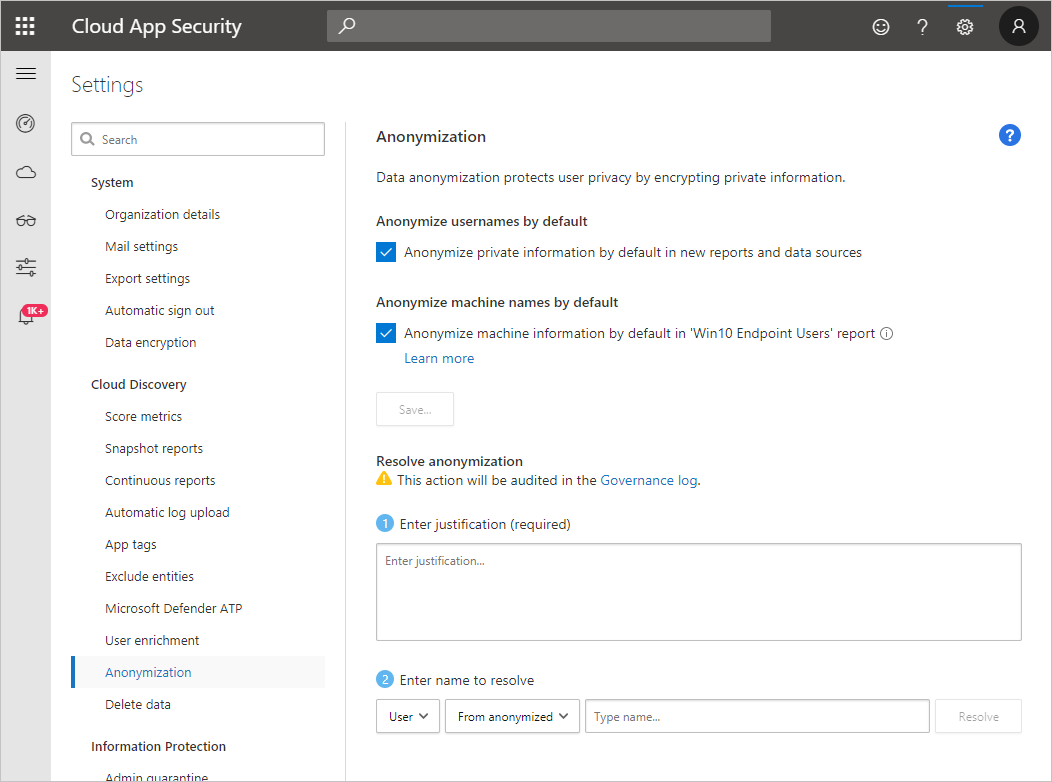 Cloud App Security
?
Settings
1K+
Search
System
Organization details
Mail settings
Export settings
Automatic sign out
Data encryption
Cloud Discovery
Score metrics
Snapshot reports
Continuous reports
Automatic log upload
App tags
Exclude entities
Microsoft Defender ATP
User enrichment
Anonymization
Delete data
Information Protection
Admin quarantine
Anonymization
?
Data anonymization protects user privacy by encrypting private information.
Anonymize usernames by default
Anonymize private information by default in new reports and data sources
Anonymize machine names by default
Anonymize machine information by default in 'Win10 Endpoint Users' report
Learn more
Save...
Resolve anonymization
This action will be audited in the Governance log.
1 Enter justification (required)
Enter justification...
2 Enter name to resolve
User From anonymized Type name... Resolve